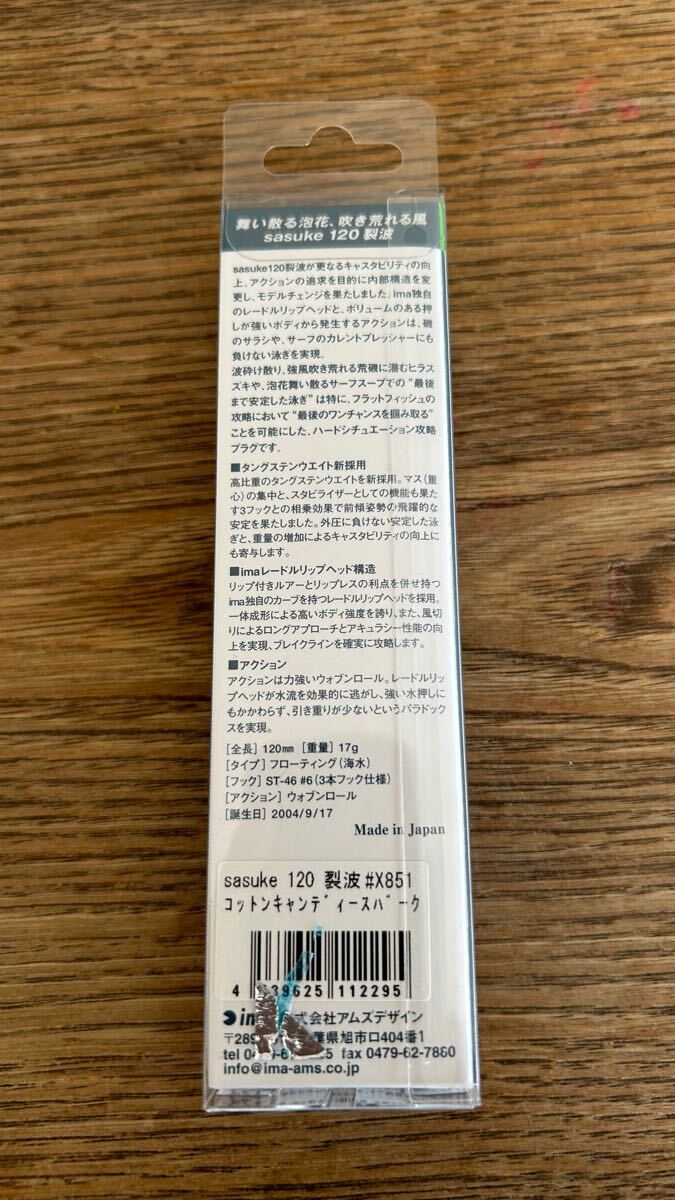 舞い散る泡花、吹き荒れる風
sasuke 120 裂波
sasuke120裂波が更なるキャスタビリティの向
上、アクションの追求を目的に内部構造を変
更し、モデルチェンジを果たしました。ima独自
のレードルリップヘッドと、ボリュームのある押
しが強いボディから発生するアクションは、磯
のサラシや、サーフのカレントプレッシャーにも
負けない泳ぎを実現。
波砕け散り、強風吹き荒れる荒磯に潜むヒラス
ズキや、泡花舞い散るサーフスープでの“最後
まで安定した泳ぎ”は特に、フラットフィッシュの
攻略において“最後のワンチャンスを掴み取る”
ことを可能にした、ハードシチュエーション攻略
プラグです。
■タングステンウエイト新採用
高比重のタングステンウエイトを新採用。マス(重
心)の集中と、スタビライザーとしての機能も果た
す3フックとの相乗効果で前傾姿勢の飛躍的な
安定を果たしました。外圧に負けない安定した泳
ぎと、重量の増加によるキャスタビリティの向上に
も寄与します。
■imaレードルリップヘッド構造
リップ付きルアーとリップレスの利点を併せ持つ
ima独自のカーブを持つレードルリップヘッドを採用。
一体成形による高いボディ強度を誇り、また、風切
りによるロングアプローチとアキュラシー性能の向
上を実現、ブレイクラインを確実に攻略します。
■アクション
アクションは力強いウォブンロール。レードルリッ
プヘッドが水流を効果的に逃がし、強い水押しに
もかかわらず、引き重りが少ないというパラドック
スを実現。
[全長] 120mm [重量] 17g
[タイプ] フローティング(海水)
[フック] ST-46 #6(3本フック仕様)
[アクション] ウォブンロール
[誕生日] 2004/9/17
Made in Japan
sasuke 120 裂波 #X851
コットンキャンディースパーク
4 39625 112295
式会社アムズデザイン
〒289 葉県旭市ロ404番1
tel 0479-6 5 fax 0479-62-7880
info@ima-ams.co.jp